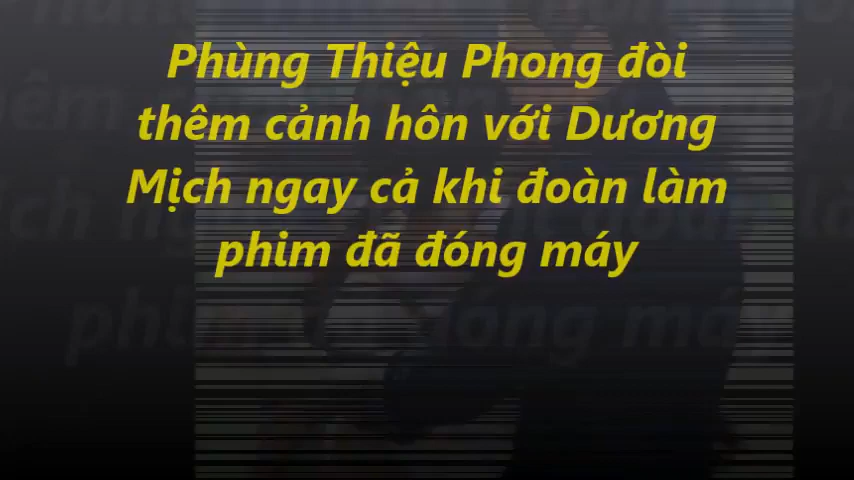 Phùng Thiệu Phong đòi
thêm cảnh hôn với Dương
Mịch ngay cả khi đoàn làm
phim đã đóng máy